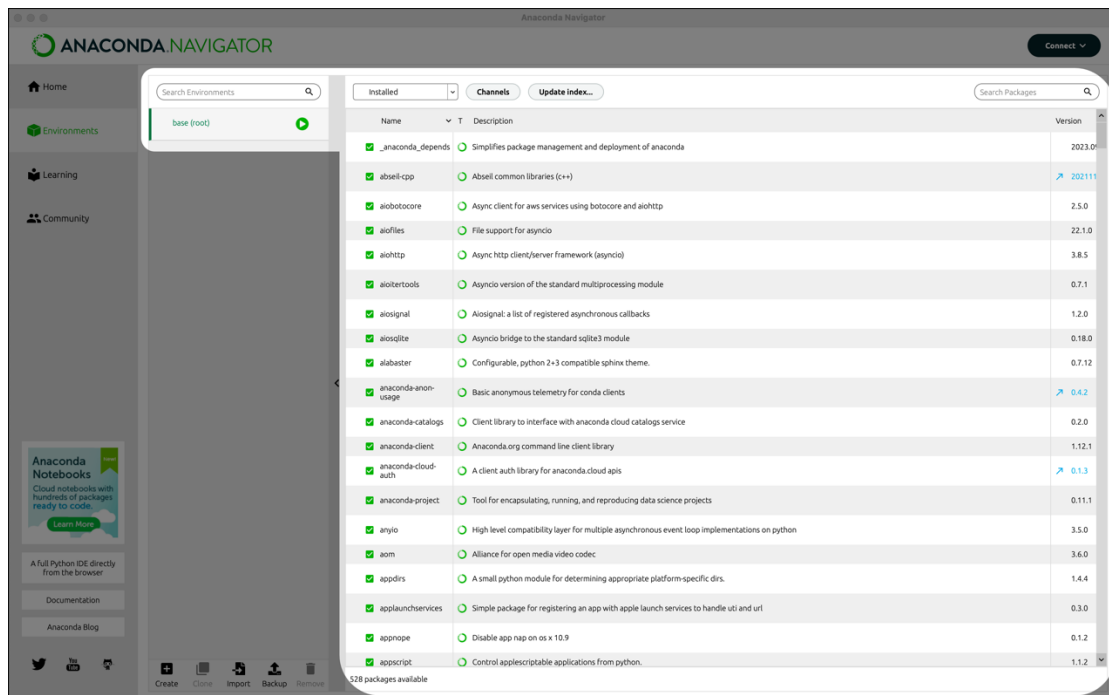 Anaconda Navigator
ANACONDA.NAVIGATOR
Connect
Home
Environments
Learning
Community
Search Environments
base (root)
Installed
Channels
Update index...
Search Packages
Name T Description Version
_anaconda_depends Simplifies package management and deployment of anaconda 2023.09
abseil-cpp Abseil common libraries (c++) 202111
aiobotocore Async client for aws services using botocore and aiohttp 2.5.0
aiofiles File support for asyncio 22.1.0
aiohttp Async http client/server framework (asyncio) 3.8.5
aioitertools Asyncio version of the standard multiprocessing module 0.7.1
aiosignal Aiosignal: a list of registered asynchronous callbacks 1.2.0
aiosqlite Asyncio bridge to the standard sqlite3 module 0.18.0
alabaster Configurable, python 2+3 compatible sphinx theme. 0.7.12
anaconda-anon-
usage Basic anonymous telemetry for conda clients 0.4.2
anaconda-catalogs Client library to interface with anaconda cloud catalogs service 0.2.0
anaconda-client Anaconda.org command line client library 1.12.1
anaconda-cloud-
auth A client auth library for anaconda.cloud apis 0.1.3
anaconda-project Tool for encapsulating, running, and reproducing data science projects 0.11.1
anyio High level compatibility layer for multiple asynchronous event loop implementations on python 3.5.0
aom Alliance for open media video codec 3.6.0
appdirs A small python module for determining appropriate platform-specific dirs. 1.4.4
applaunchservices Simple package for registering an app with apple launch services to handle uti and url 0.3.0
appnope Disable app nap on os x 10.9 0.1.2
appscript Control applescriptable applications from python. 1.1.2
528 packages available
Anaconda
Notebooks
Cloud notebooks with
hundreds of packages
ready to code.
Learn More
A full Python IDE directly
from the browser
Documentation
Anaconda Blog
You
Tube
Create
Clone
Import
Backup
Remove